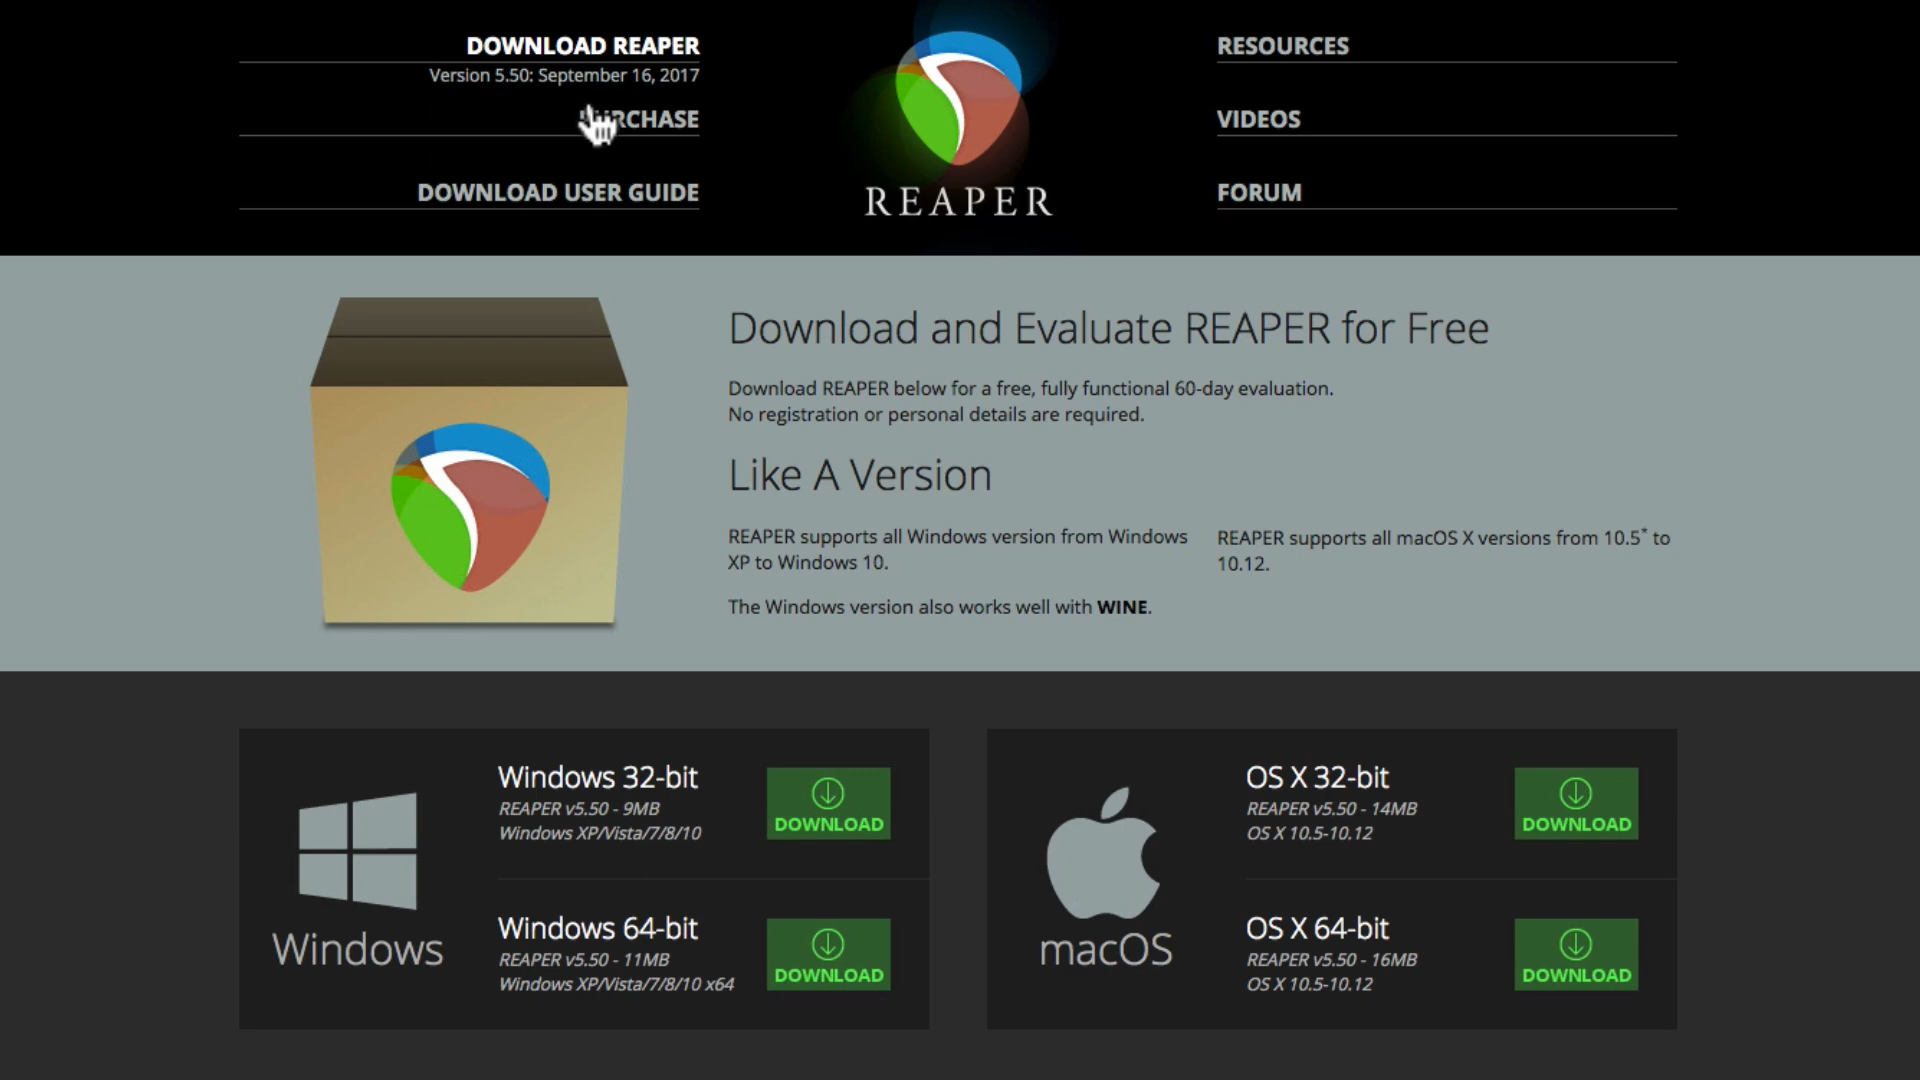 DOWNLOAD REAPER
Version 5.50: September 16, 2017
PURCHASE
DOWNLOAD USER GUIDE
REAPER
RESOURCES
VIDEOS
FORUM
Download and Evaluate REAPER for Free
Download REAPER below for a free, fully functional 60-day evaluation.
No registration or personal details are required.
Like A Version
REAPER supports all Windows version from Windows
XP to Windows 10.
The Windows version also works well with WINE.
REAPER supports all macOS X versions from 10.5* to
10.12.
Windows
Windows 32-bit
REAPER v5.50 - 9MB
Windows XP/Vista/7/8/10
DOWNLOAD
Windows 64-bit
REAPER v5.50 - 11MB
Windows XP/Vista/7/8/10 x64
DOWNLOAD
macOS
OS X 32-bit
REAPER v5.50 - 14MB
OS X 10.5-10.12
DOWNLOAD
OS X 64-bit
REAPER v5.50 - 16MB
OS X 10.5-10.12
DOWNLOAD